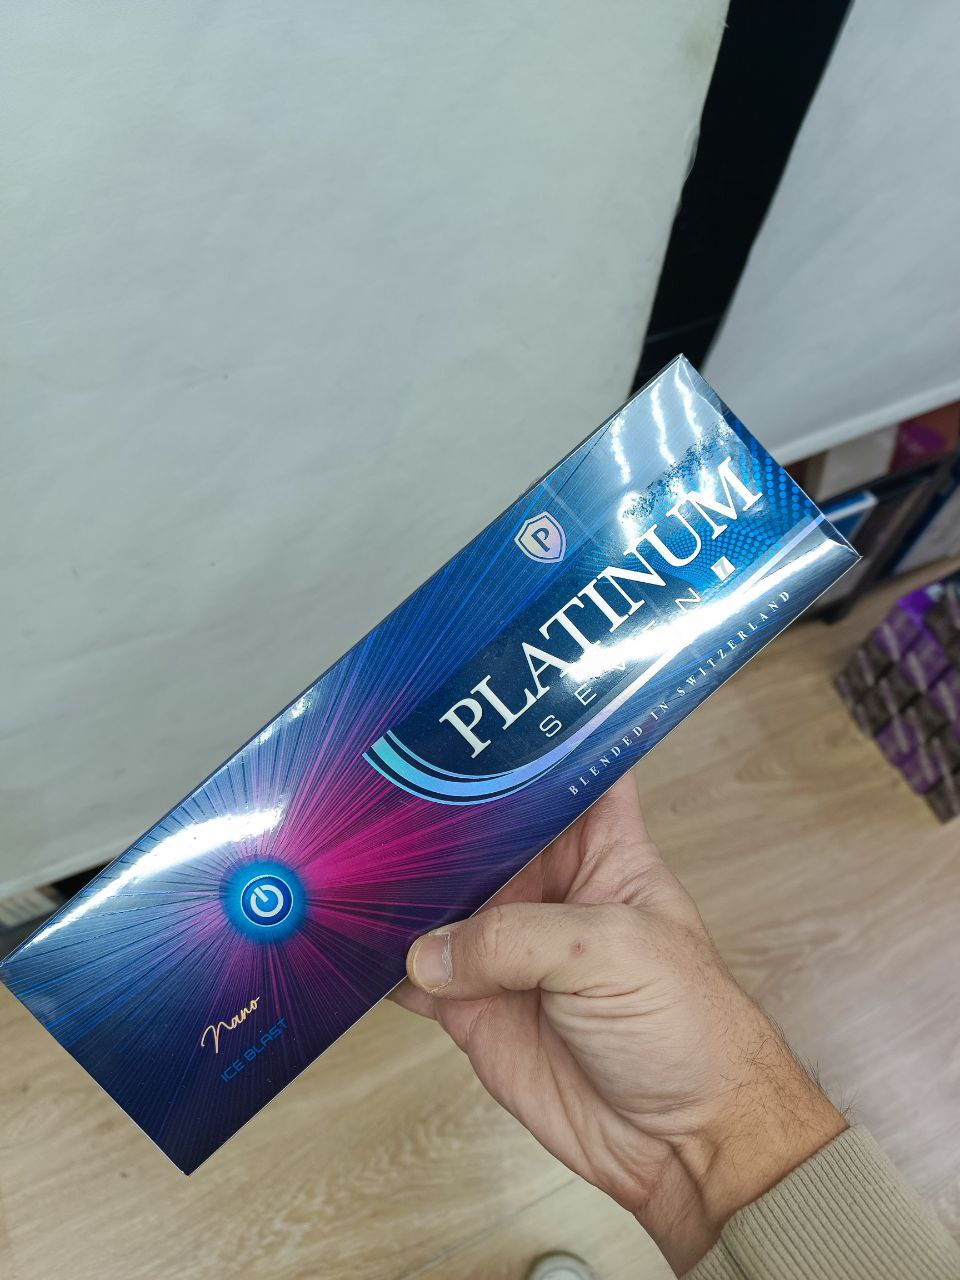 P
PLATINUM
SEVEN
BLENDED IN SWITZERLAND
Nano
ICE BLAST